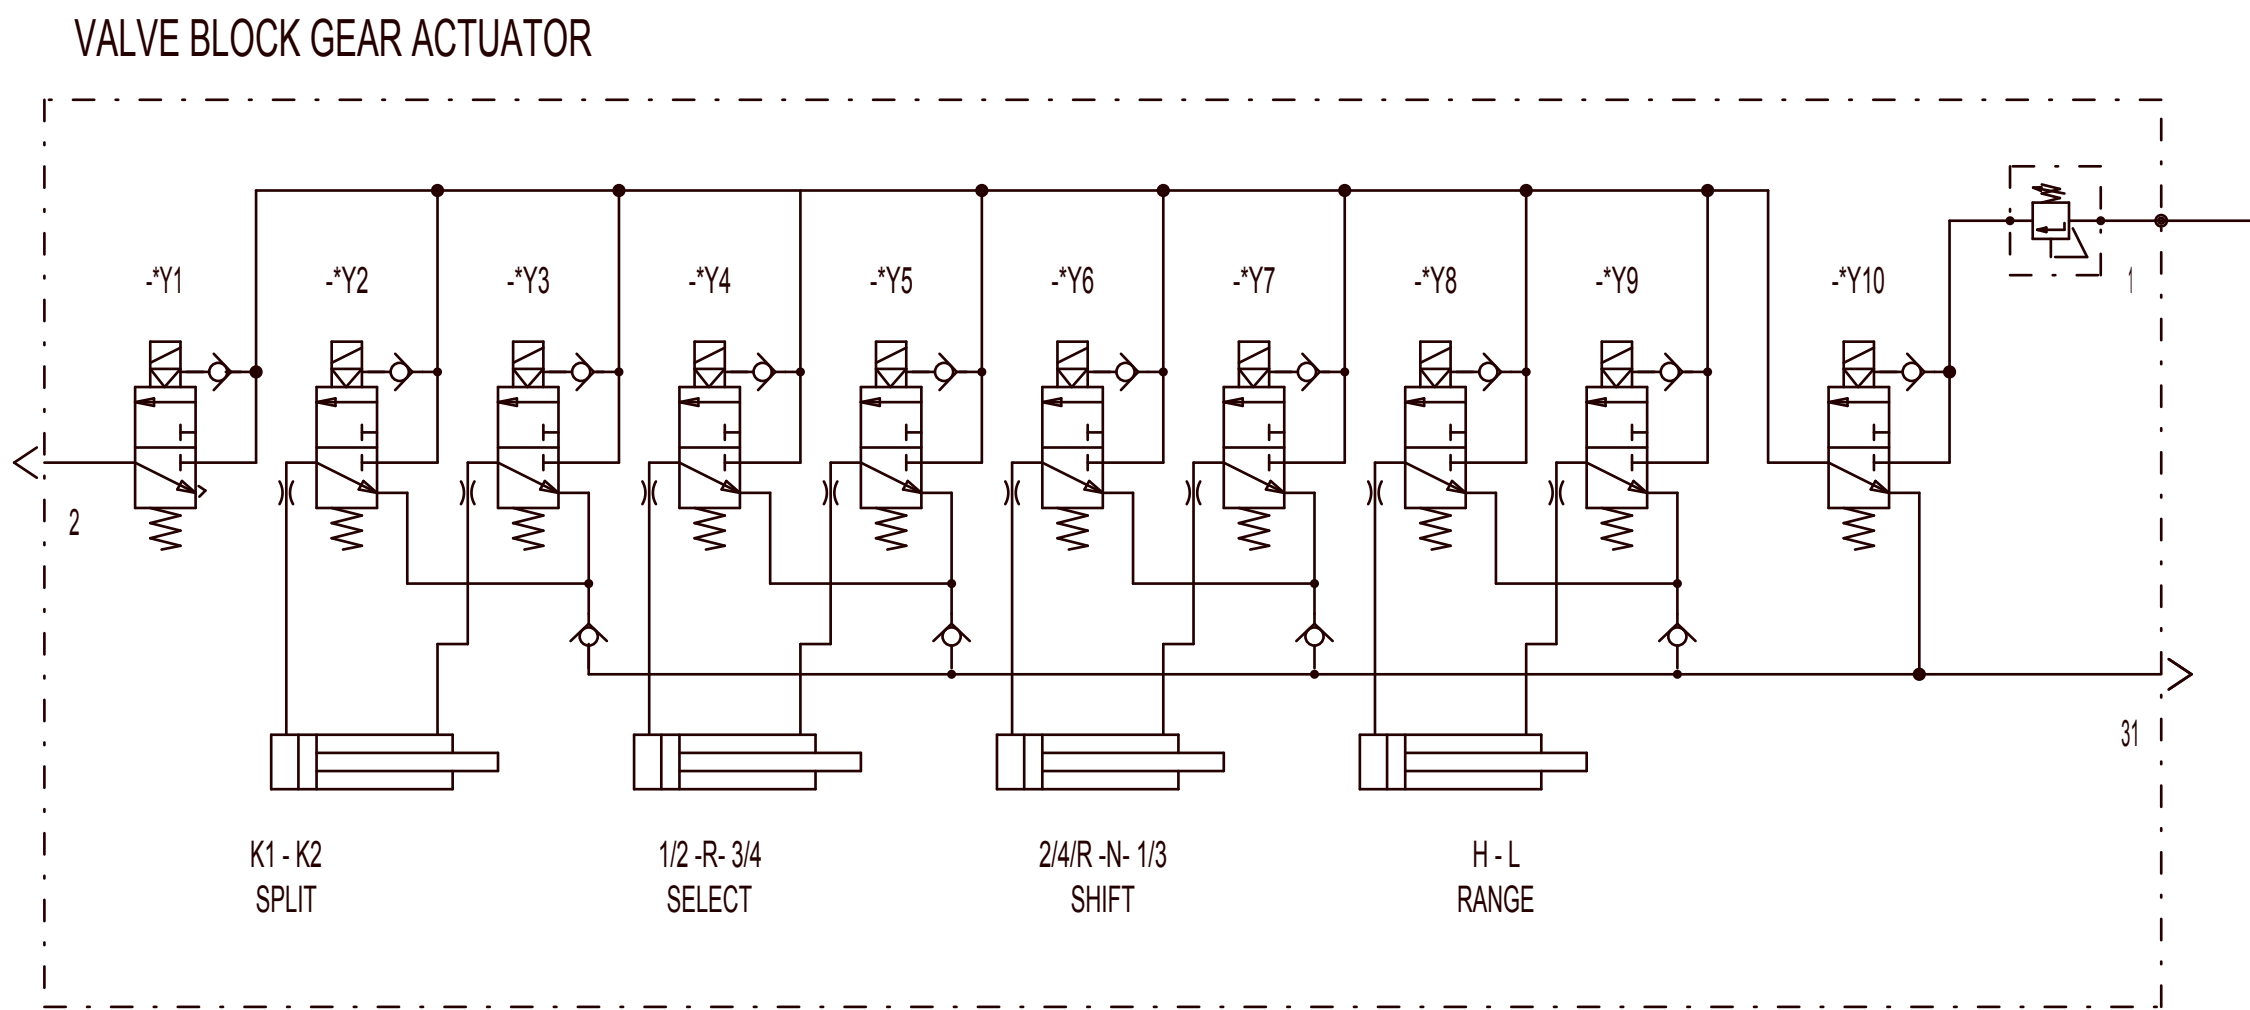 VALVE BLOCK GEAR ACTUATOR
-*Y1 -*Y2 -*Y3 -*Y4 -*Y5 -*Y6 -*Y7 -*Y8 -*Y9 -*Y10 1
2
31
K1 - K2 1/2 -R- 3/4 2/4/R -N- 1/3 H - L
SPLIT SELECT SHIFT RANGE